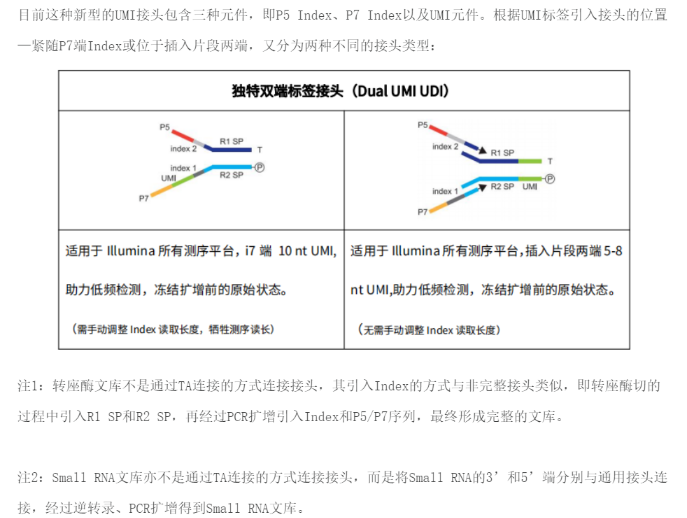 目前这种新型的UMI接头包含三种元件，即P5 Index、P7 Index以及UMI元件。根据UMI标签引入接头的位置
—紧随P7端Index或位于插入片段两端，又分为两种不同的接头类型：
独特双端标签接头（Dual UMI UDI）
P5
index 2
R1 SP
T
index 1
UMI
R2 SP
P
P7
P5
index 2
R1 SP
T
index 1
R2 SP
UMI
P
P7
适用于 Illumina 所有测序平台，i7 端 10 nt UMI,
助力低频检测，冻结扩增前的原始状态。
（需手动调整 Index 读取长度，牺牲测序读长）
适用于 Illumina 所有测序平台,插入片段两端 5-8
nt UMI,助力低频检测，冻结扩增前的原始状态。
（无需手动调整 Index 读取长度）
注1：转座酶文库不是通过TA连接的方式连接接头，其引入Index的方式与非完整接头类似，即转座酶切的
过程中引入R1 SP和R2 SP，再经过PCR扩增引入Index和P5/P7序列，最终形成完整的文库。
注2：Small RNA文库亦不是通过TA连接的方式连接接头，而是将Small RNA的3’和5’端分别与通用接头连
接，经过逆转录、PCR扩增得到Small RNA文库。